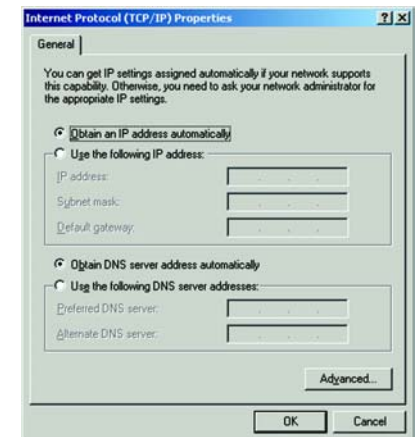 Internet Protocol (TCP/IP) Properties
General
You can get IP settings assigned automatically if your network supports
this capability. Otherwise, you need to ask your network administrator for
the appropriate IP settings.
Obtain an IP address automatically
Use the following IP address:
IP address:
Subnet mask:
Default gateway:
Obtain DNS server address automatically
Use the following DNS server addresses:
Preferred DNS server:
Alternate DNS server:
Advanced...
OK Cancel